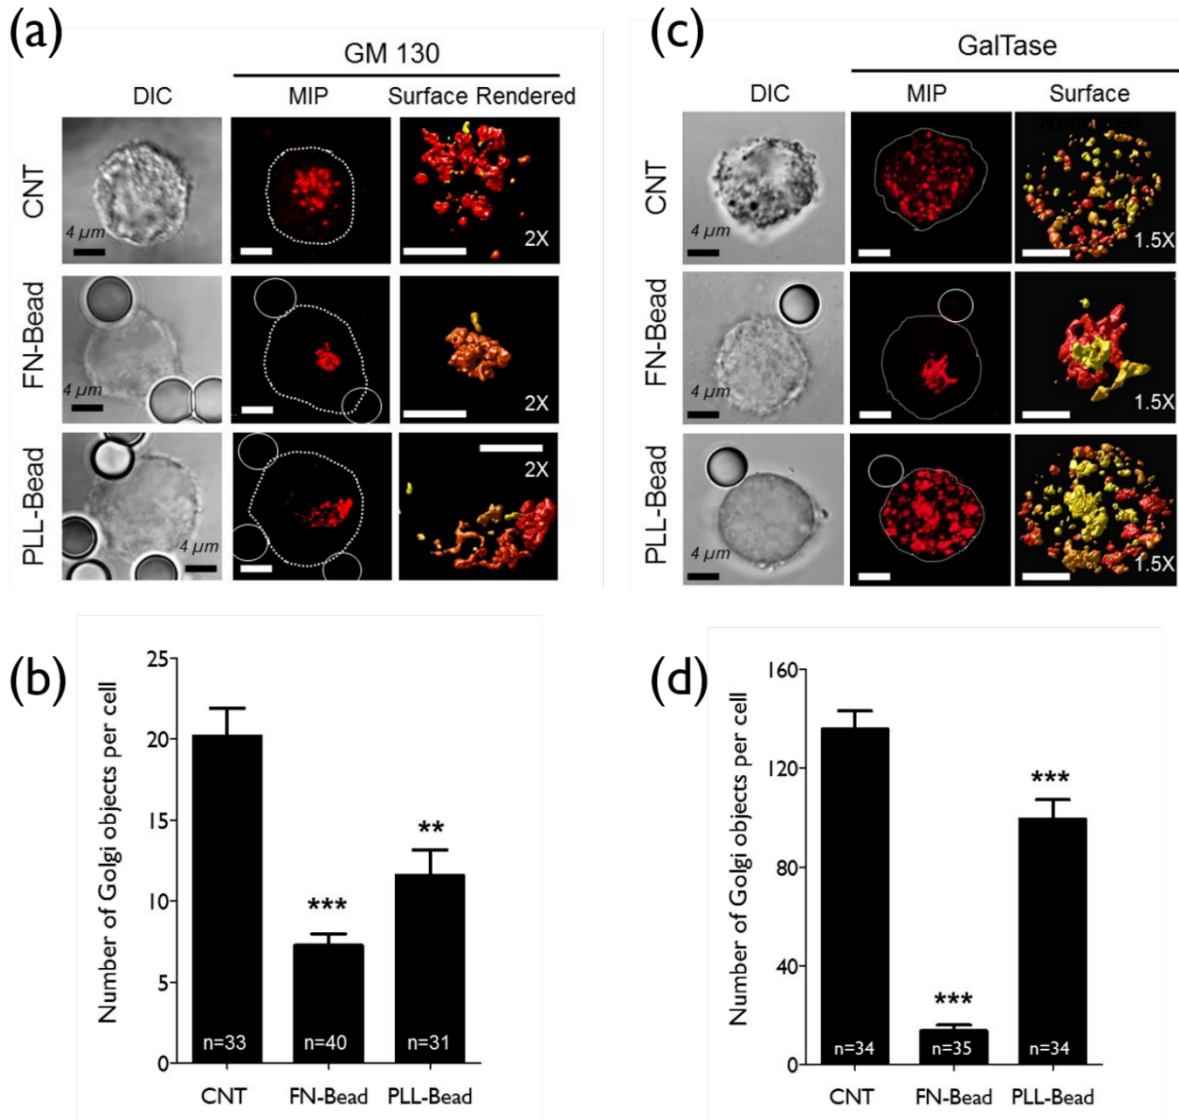 (a)
GM 130
DIC
MIP
Surface Rendered
CNT
4 µm
2X
FN-Bead
4 µm
2X
PLL-Bead
4 µm
2X
(c)
GalTase
DIC
MIP
Surface
Rendered
CNT
4 µm
1.5X
FN-Bead
4 µm
1.5X
PLL-Bead
4 µm
1.5X
(b)
Number of Golgi objects per cell
25
20
15
10
5
0
***
**
n=33
n=40
n=31
CNT
FN-Bead
PLL-Bead
(d)
Number of Golgi objects per cell
160
120
80
40
0
***
***
n=34
n=35
n=34
CNT
FN-Bead
PLL-Bead